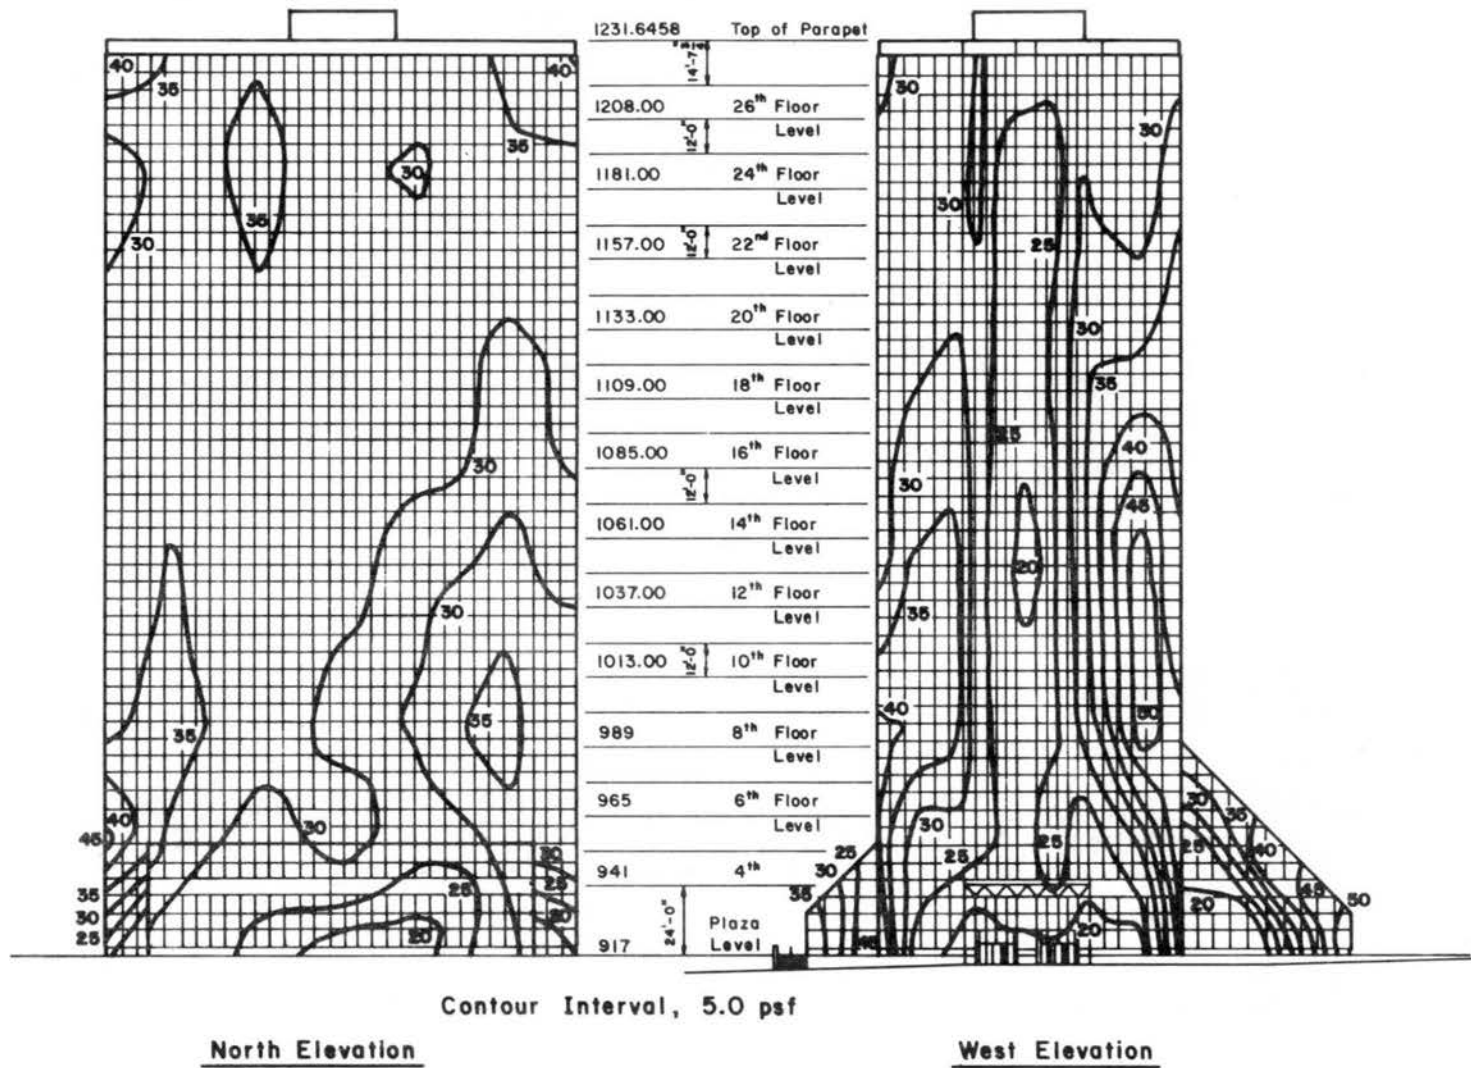 1231.6458 Top of Parapet
14'-7
1208.00 26th Floor
12'-0" Level
1181.00 24th Floor
Level
1157.00 12'-0" 22nd Floor
Level
1133.00 20th Floor
Level
1109.00 18th Floor
Level
1085.00 16th Floor
12'-0" Level
1061.00 14th Floor
Level
1037.00 12th Floor
Level
1013.00 12'-0" 10th Floor
Level
989 8th Floor
Level
965 6th Floor
Level
941 4th
24'-0" Plaza
917 Level
40
35
40
35
30
35
30
30
30
35
35
40
45
30
35
30
25
25
20
30
25
20
30
30
30
25
30
35
25
40
30
45
20
35
40
50
30
25
25
30
35
45
20
30
35
25
40
45
20
50
Contour Interval, 5.0 psf
North Elevation
West Elevation